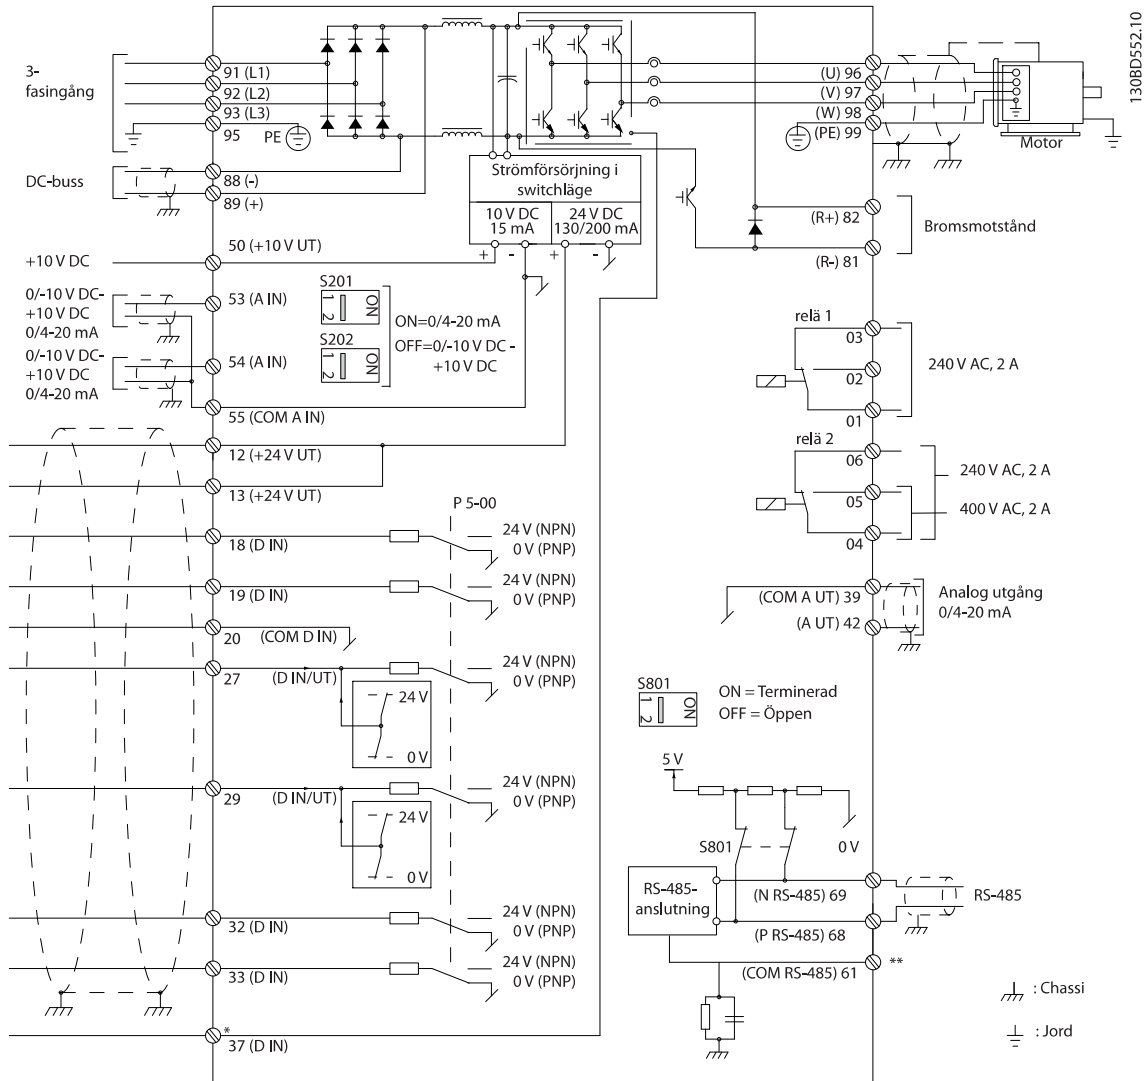 130BD552.10
3-
fasingång
91 (L1)
92 (L2)
93 (L3)
95
PE
DC-buss
88 (-)
89 (+)
50 (+10 V UT)
+10 V DC
0/-10 V DC-
+10 V DC
0/4-20 mA
53 (A IN)
0/-10 V DC-
+10 V DC
0/4-20 mA
54 (A IN)
55 (COM A IN)
12 (+24 V UT)
13 (+24 V UT)
18 (D IN)
19 (D IN)
20
(COM D IN)
27
(D IN/UT)
24 V
0 V
29
(D IN/UT)
24 V
0 V
32 (D IN)
33 (D IN)
*
37 (D IN)
Strömförsörjning i
switchläge
10 V DC
15 mA
24 V DC
130/200 mA
+
-
+
-
S201
1
2
ON
S202
1
2
ON
ON=0/4-20 mA
OFF=0/-10 V DC -
+10 V DC
P 5-00
24 V (NPN)
0 V (PNP)
24 V (NPN)
0 V (PNP)
24 V (NPN)
0 V (PNP)
24 V (NPN)
0 V (PNP)
24 V (NPN)
0 V (PNP)
24 V (NPN)
0 V (PNP)
(U) 96
(V) 97
(W) 98
(PE) 99
Motor
(R+) 82
Bromsmotstånd
(R-) 81
relä 1
03
02
01
240 V AC, 2 A
relä 2
06
05
04
240 V AC, 2 A
400 V AC, 2 A
(COM A UT) 39
(A UT) 42
Analog utgång
0/4-20 mA
S801
1
2
ON
ON = Terminerad
OFF = Öppen
5 V
S801
0 V
RS-485-
anslutning
(N RS-485) 69
(P RS-485) 68
(COM RS-485) 61
RS-485
**
: Chassi
: Jord